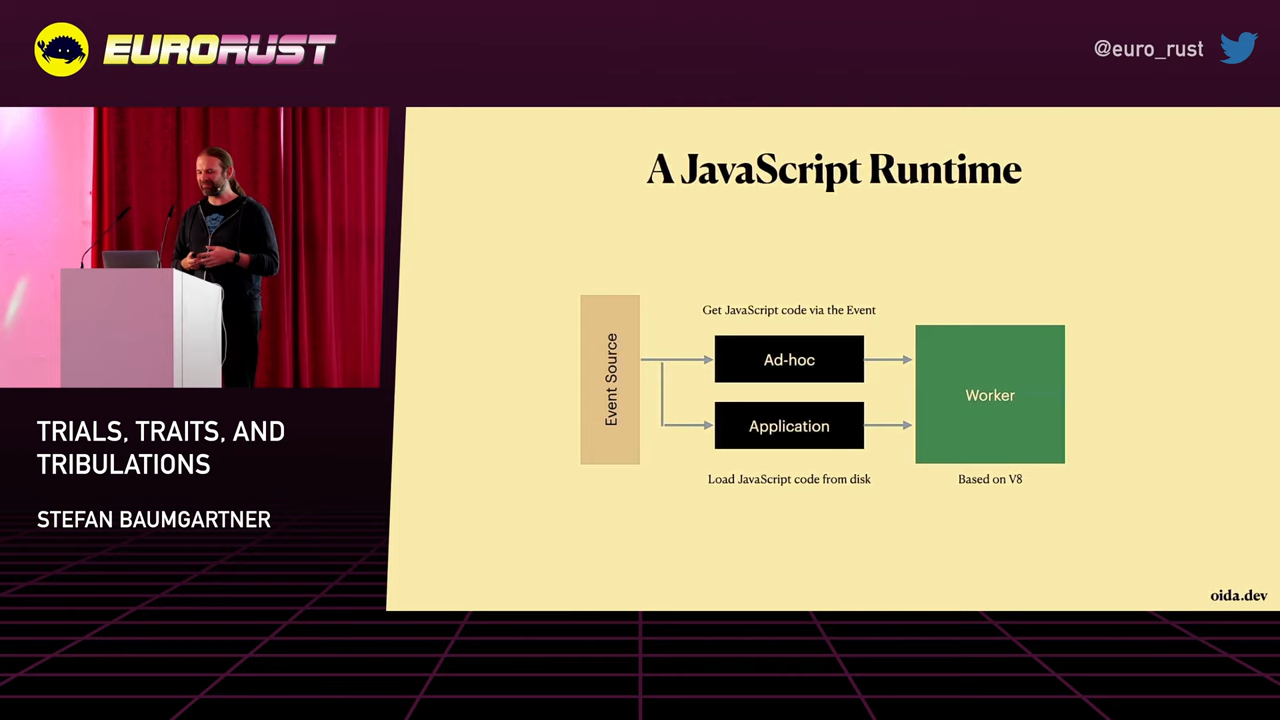 EURORUST
@euro_rust
TRIALS, TRAITS, AND
TRIBULATIONS
STEFAN BAUMGARTNER
A JavaScript Runtime
Event Source
Get JavaScript code via the Event
Ad-hoc
Application
Load JavaScript code from disk
Worker
Based on V8
oida.dev